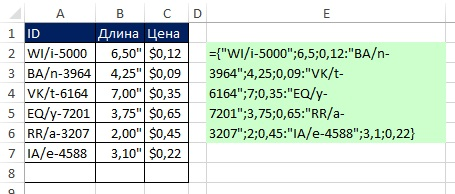 A B C D E
1 ID Длина Цена
2 WI/i-5000 6,50" $0,12 ={"WI/i-5000";6,5;0,12:"BA/n-
3 BA/n-3964 4,25" $0,09 3964";4,25;0,09:"VK/t-
4 VK/t-6164 7,00" $0,35 6164";7;0,35:"EQ/y-
5 EQ/y-7201 3,75" $0,65 7201";3,75;0,65:"RR/a-
6 RR/a-3207 2,00" $0,45 3207";2;0,45:"IA/e-4588";3,1;0,22}
7 IA/e-4588 3,10" $0,22
8